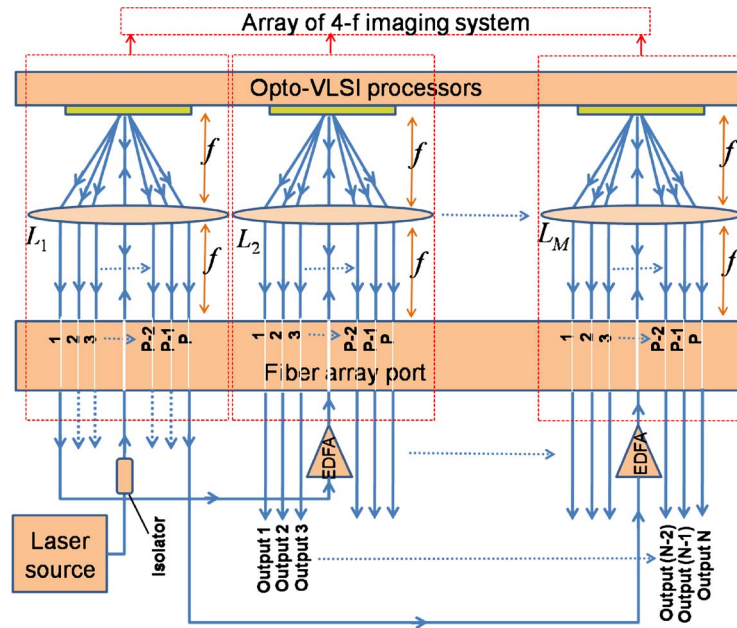 Array of 4-f imaging system
Opto-VLSI processors
f f f
L1 L2 LM
f f f
1 2 3 P-2 P-1 P
1 2 3 P-2 P-1 P
1 2 3 P-2 P-1 P
Fiber array port
EDFA
EDFA
Isolator
Laser
source
Output 1
Output 2
Output 3
Output (N-2)
Output (N-1)
Output N